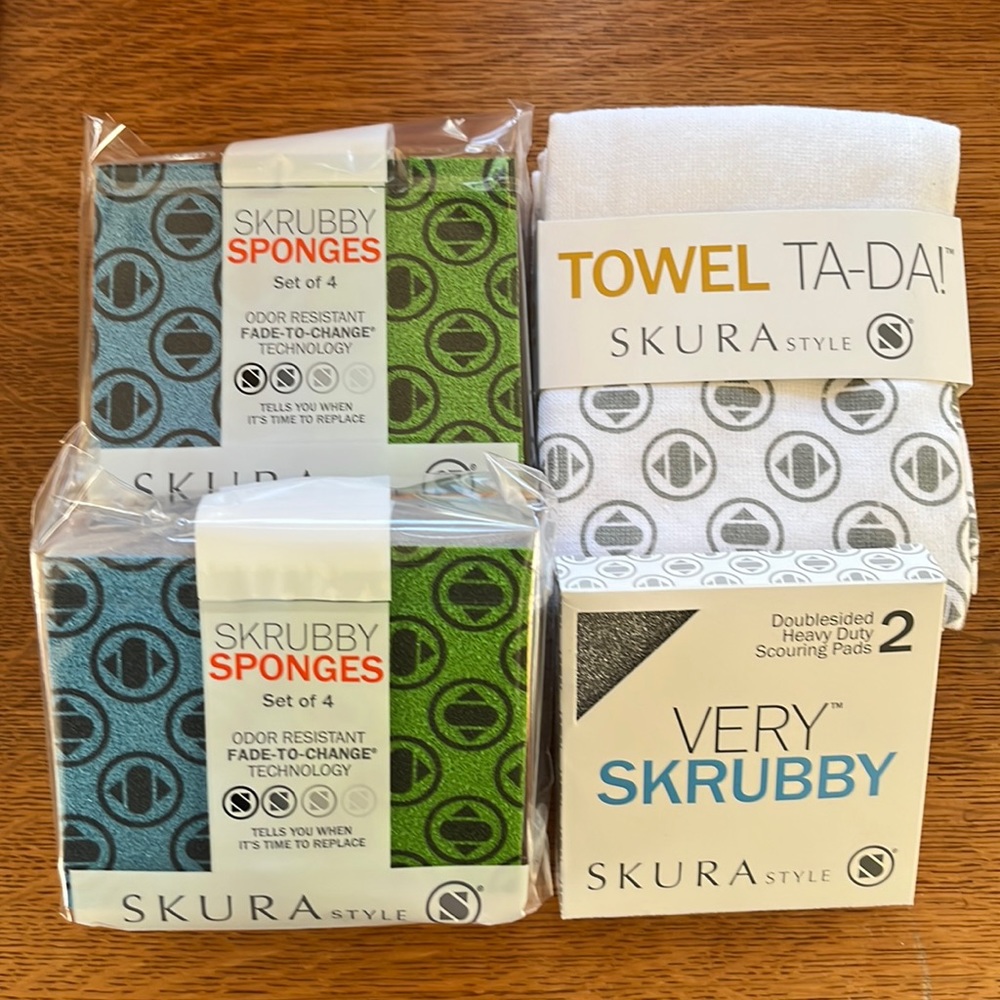 SKRUBBY
SPONGES
Set of 4
ODOR RESISTANT
FADE-TO-CHANGE®
TECHNOLOGY
TELLS YOU WHEN
IT'S TIME TO REPLACE
SKURA
TOWEL TA-DA!™
SKURA STYLE ®
SKRUBBY
SPONGES
Set of 4
ODOR RESISTANT
FADE-TO-CHANGE®
TECHNOLOGY
TELLS YOU WHEN
IT'S TIME TO REPLACE
SKURA STYLE ®
Doublesided
Heavy Duty
Scouring Pads 2
VERY™
SKRUBBY
SKURA STYLE ®